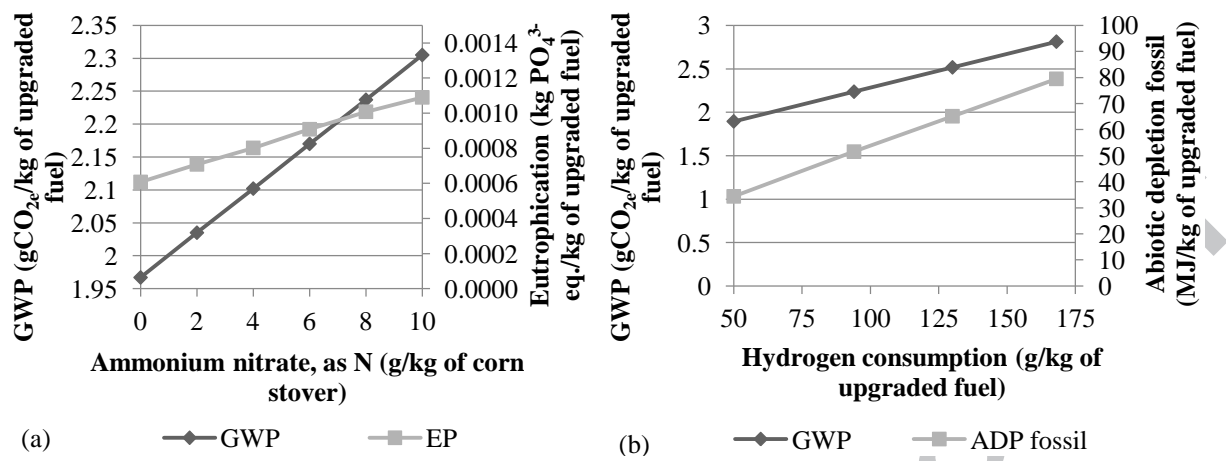 GWP (gCO2e/kg of upgraded
fuel)
2.35
2.3
2.25
2.2
2.15
2.1
2.05
2
1.95
0.0014
0.0012
0.0010
0.0008
0.0006
0.0004
0.0002
0.0000
Eutrophication (kg PO4 3-
eq./kg of upgraded fuel)
0 2 4 6 8 10
Ammonium nitrate, as N (g/kg of corn
stover)
(a) GWP EP
GWP (gCO2e/kg of upgraded
fuel)
3
2.5
2
1.5
1
0.5
0
100
90
80
70
60
50
40
30
20
10
0
Abiotic depletion fossil
(MJ/kg of upgraded fuel)
50 75 100 125 150 175
Hydrogen consumption (g/kg of
upgraded fuel)
(b) GWP ADP fossil